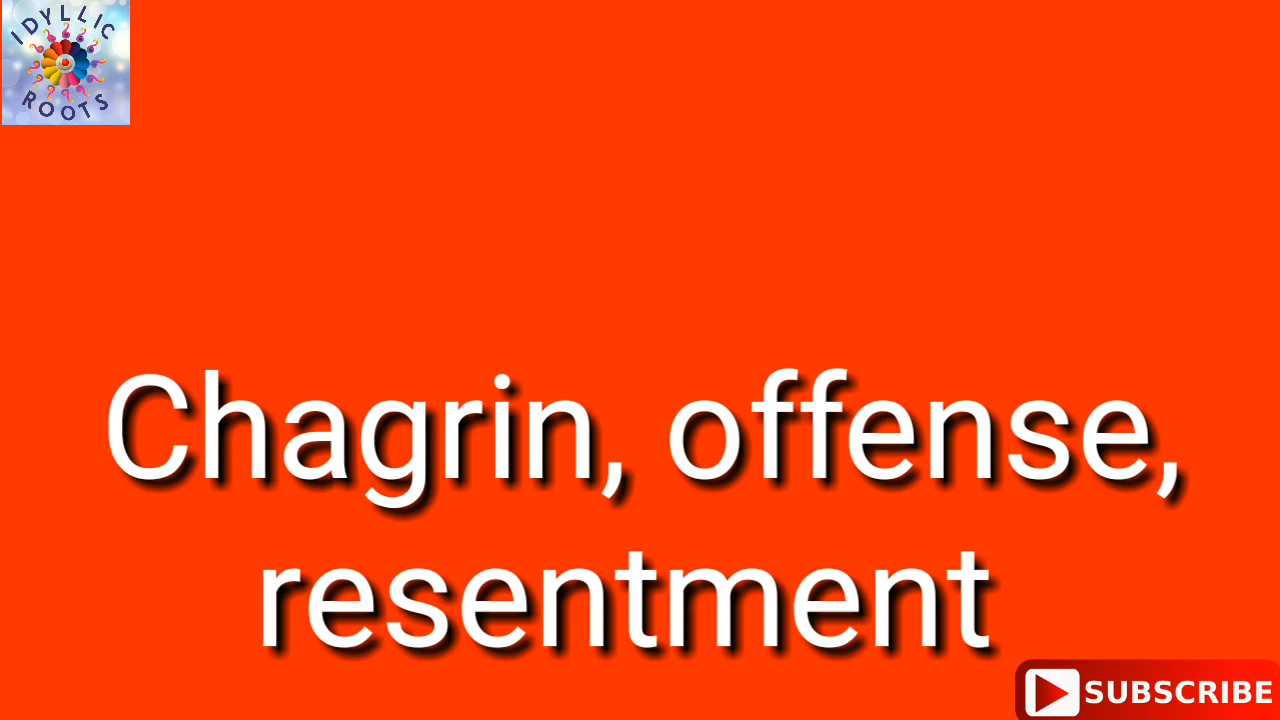 IDYLLIC
ROOTS
Chagrin, offense,
resentment
SUBSCRIBE